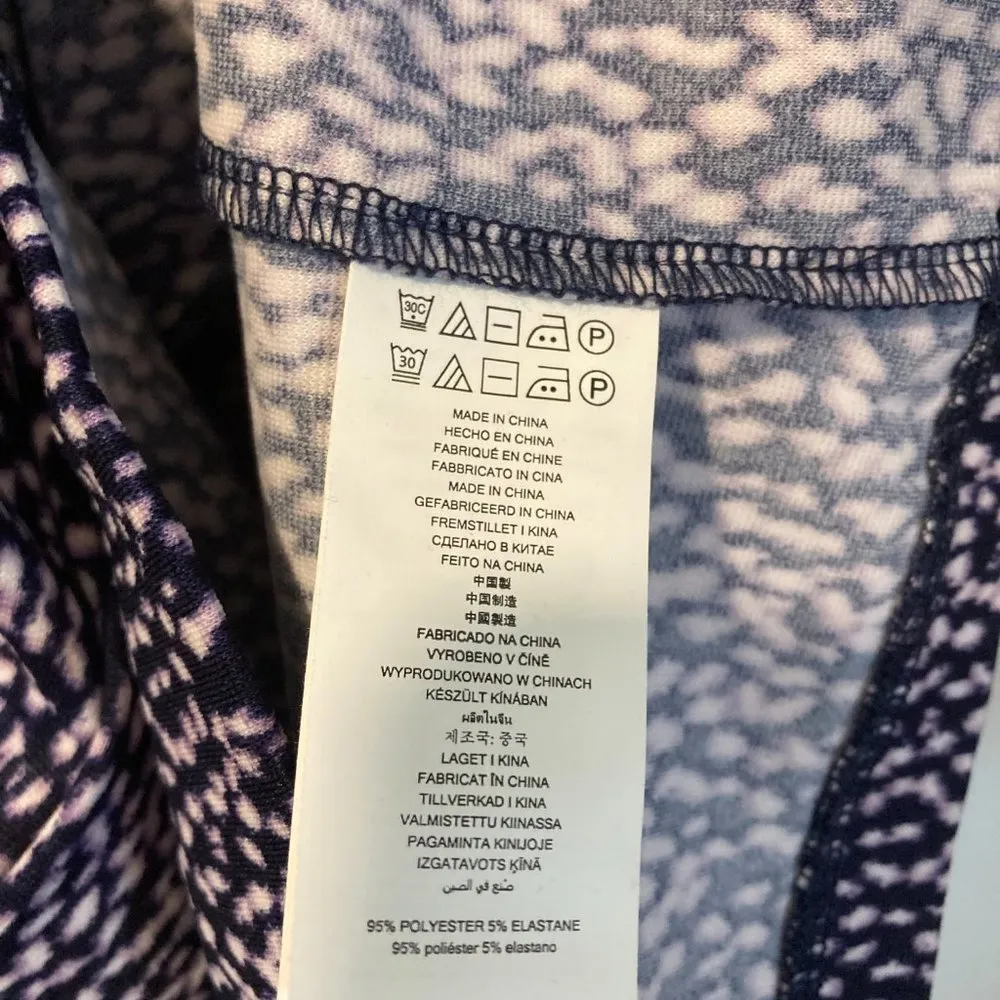 30C P
30 P
MADE IN CHINA
HECHO EN CHINA
FABRIQUÉ EN CHINE
FABBRICATO IN CINA
MADE IN CHINA
GEFABRICEERD IN CHINA
FREMSTILLET I KINA
СДЕЛАНО В КИТАЕ
FEITO NA CHINA
中国製
中国制造
中國製造
FABRICADO NA CHINA
VYROBENO V ČÍNĚ
WYPRODUKOWANO W CHINACH
KÉSZÜLT KÍNÁBAN
ผลิตในจีน
제조국: 중국
LAGET I KINA
FABRICAT ÎN CHINA
TILLVERKAD I KINA
VALMISTETTU KIINASSA
PAGAMINTA KINIJOJE
IZGATAVOTS ĶĪNĀ
صنع في الصين
95% POLYESTER 5% ELASTANE
95% poliéster 5% elastano